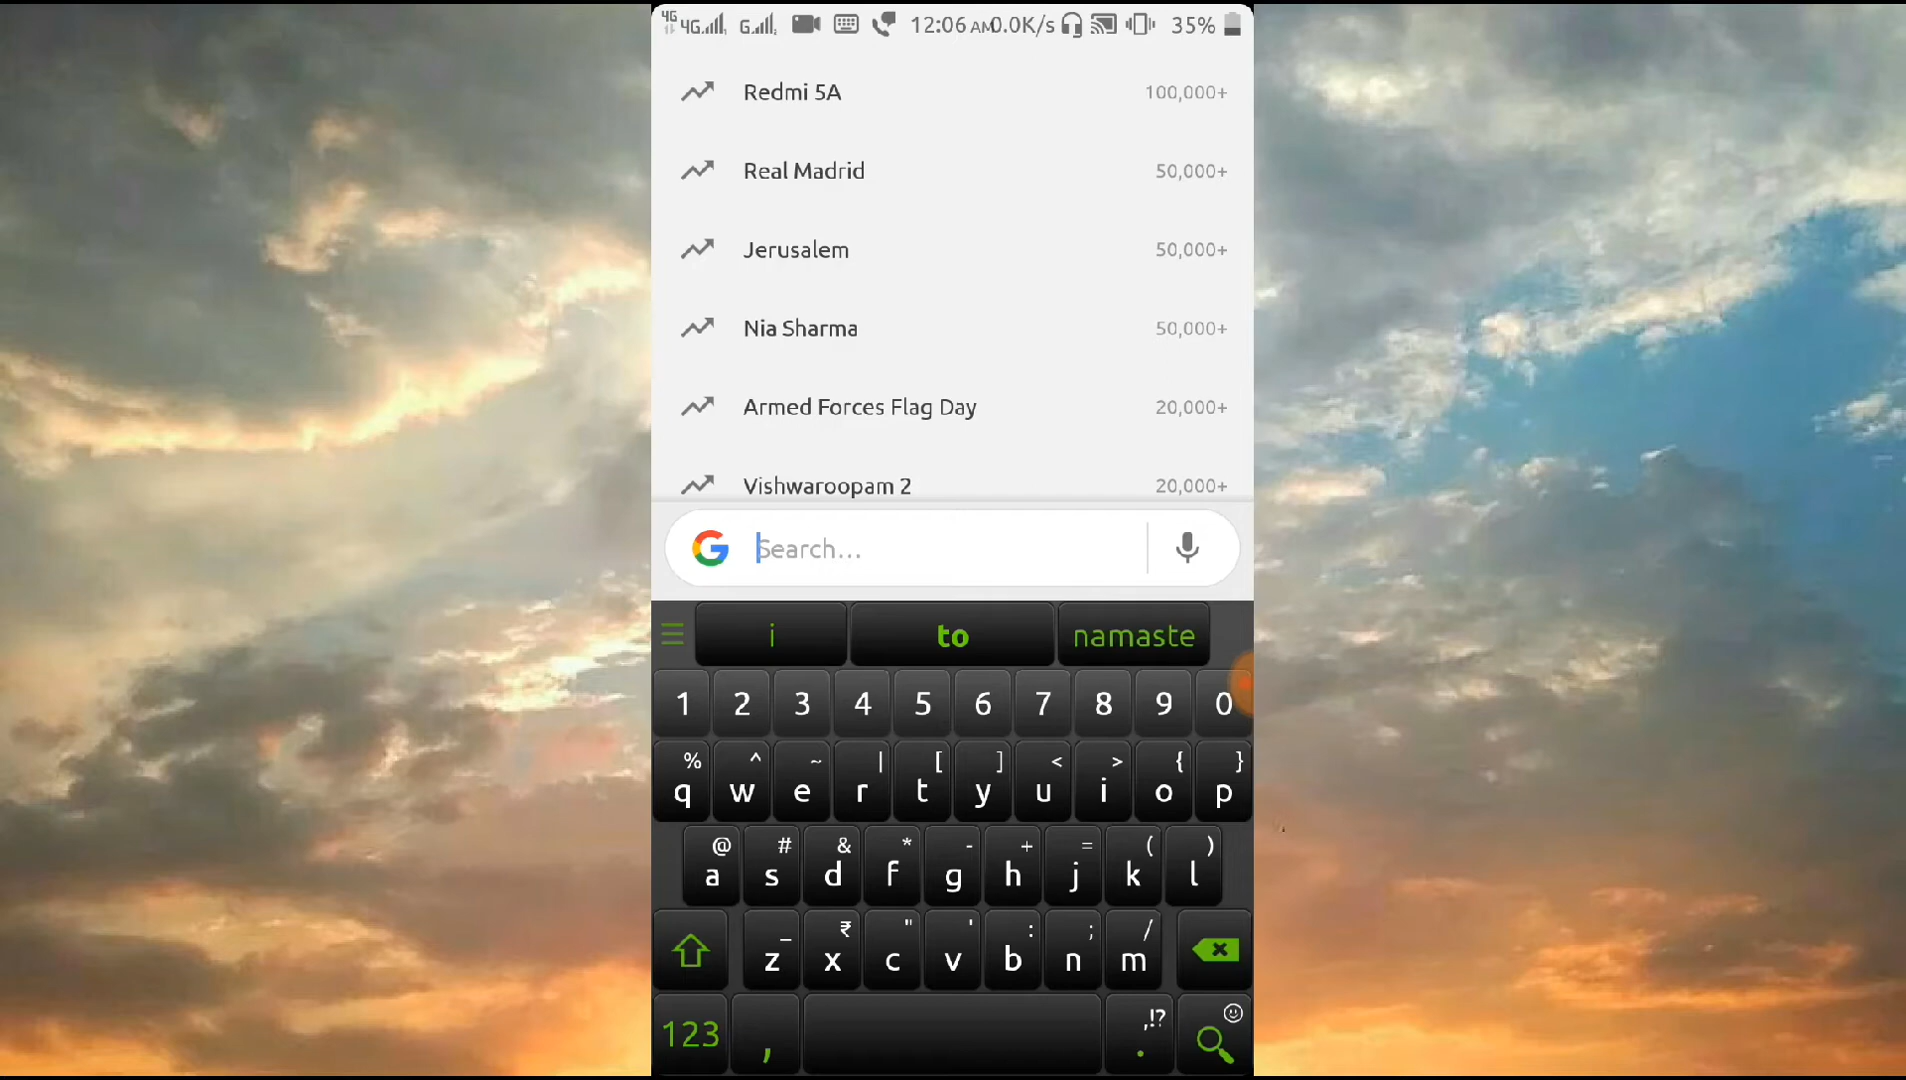 4G 4G G 12:06 AM 0.0K/s 35%
Redmi 5A 100,000+
Real Madrid 50,000+
Jerusalem 50,000+
Nia Sharma 50,000+
Armed Forces Flag Day 20,000+
Vishwaroopam 2 20,000+
G Search...
i to namaste
1 2 3 4 5 6 7 8 9 0
% ^ ~ | [ ] < > { }
q w e r t y u i o p
@ # & * - + = ( )
a s d f g h j k l
_ ₹ " ' : ; /
z x c v b n m
,!?
123 , .